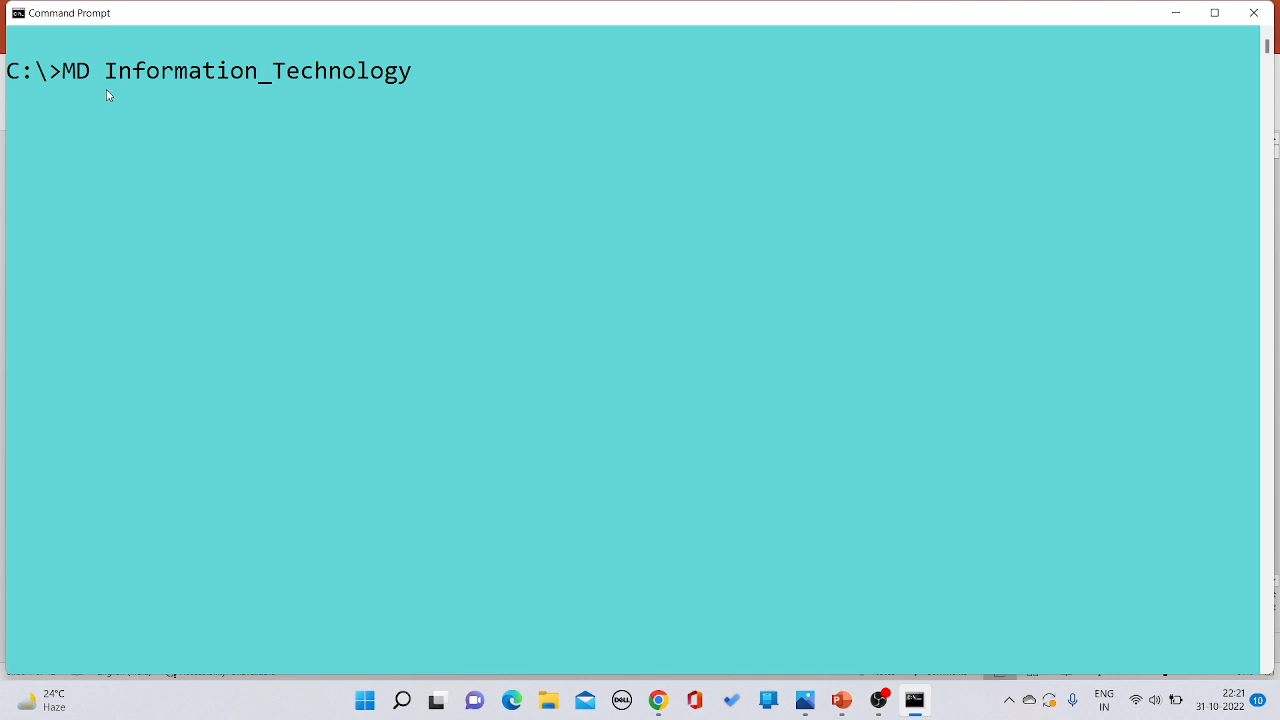 Command Prompt
C:\>MD Information_Technology
24°C
Haze
ENG
IN
22:21
31-10-2022
10